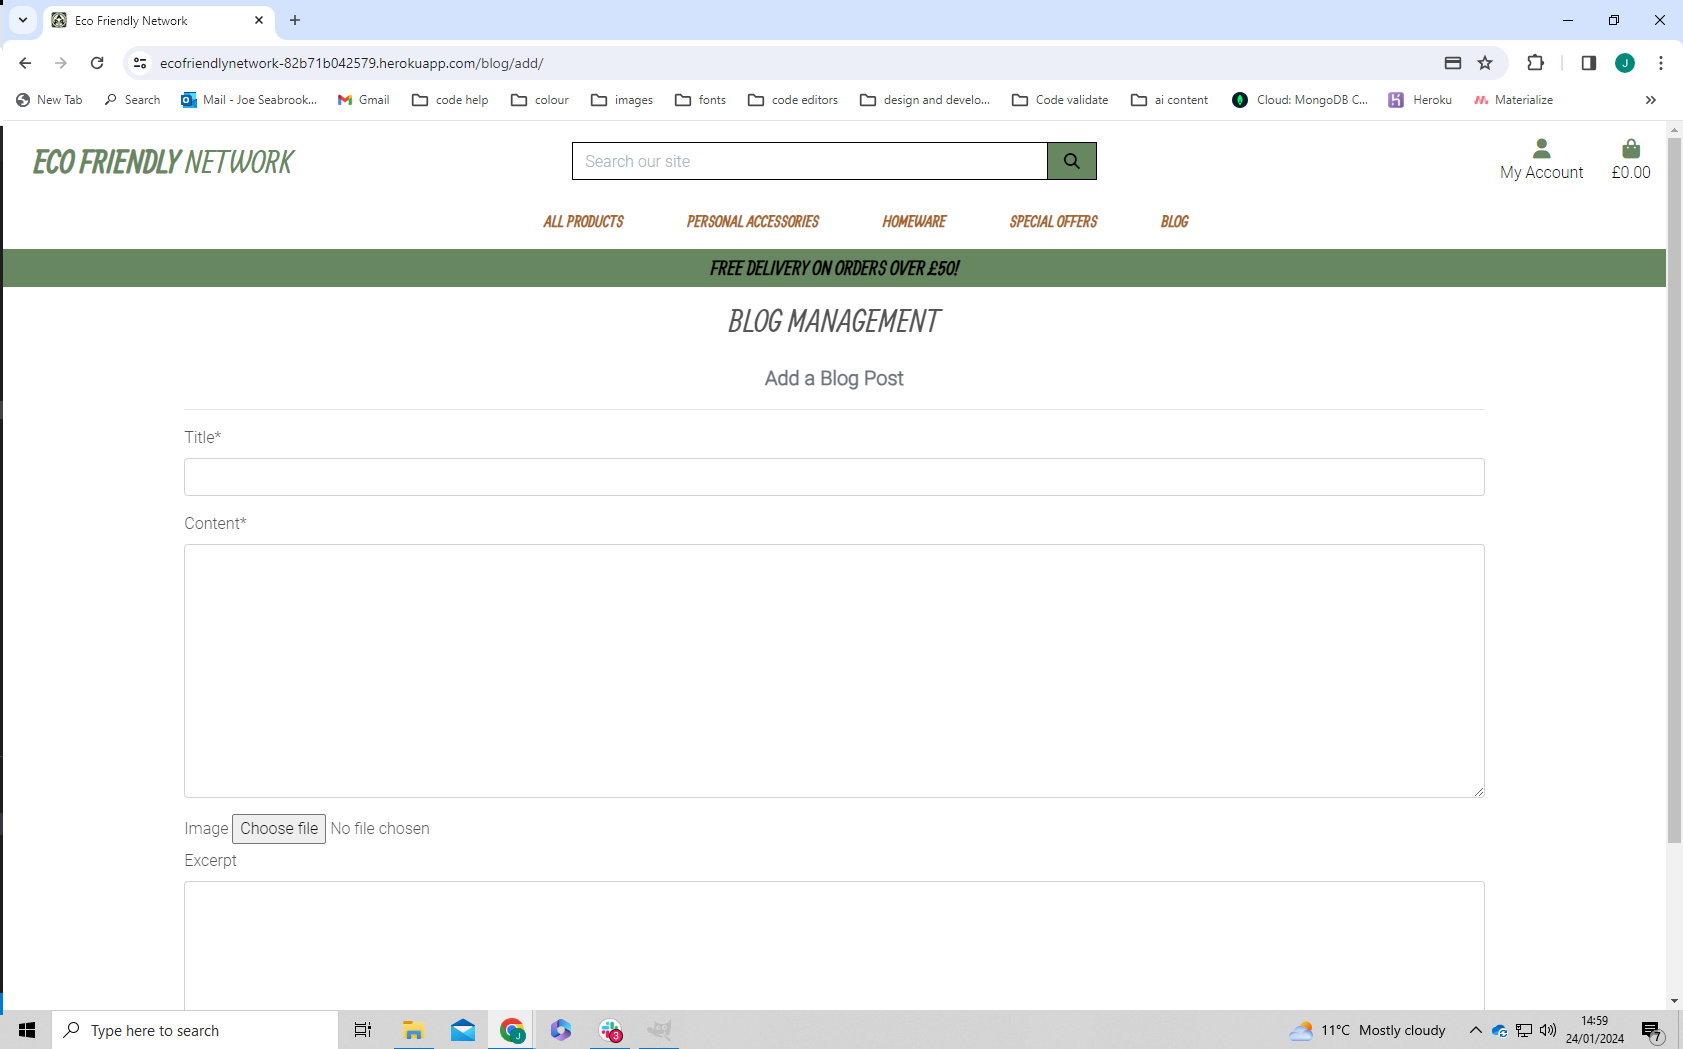 Eco Friendly Network
ecofriendlynetwork-82b71b042579.herokuapp.com/blog/add/
J
New Tab Search Mail - Joe Seabrook... Gmail code help colour images fonts code editors design and develo... Code validate ai content Cloud: MongoDB C... Heroku Materialize
ECO FRIENDLY NETWORK
Search our site
My Account
£0.00
ALL PRODUCTS PERSONAL ACCESSORIES HOMEWARE SPECIAL OFFERS BLOG
FREE DELIVERY ON ORDERS OVER £50!
BLOG MANAGEMENT
Add a Blog Post
Title*
Content*
Image Choose file No file chosen
Excerpt
Type here to search
J
3
11°C Mostly cloudy
14:59
24/01/2024
7